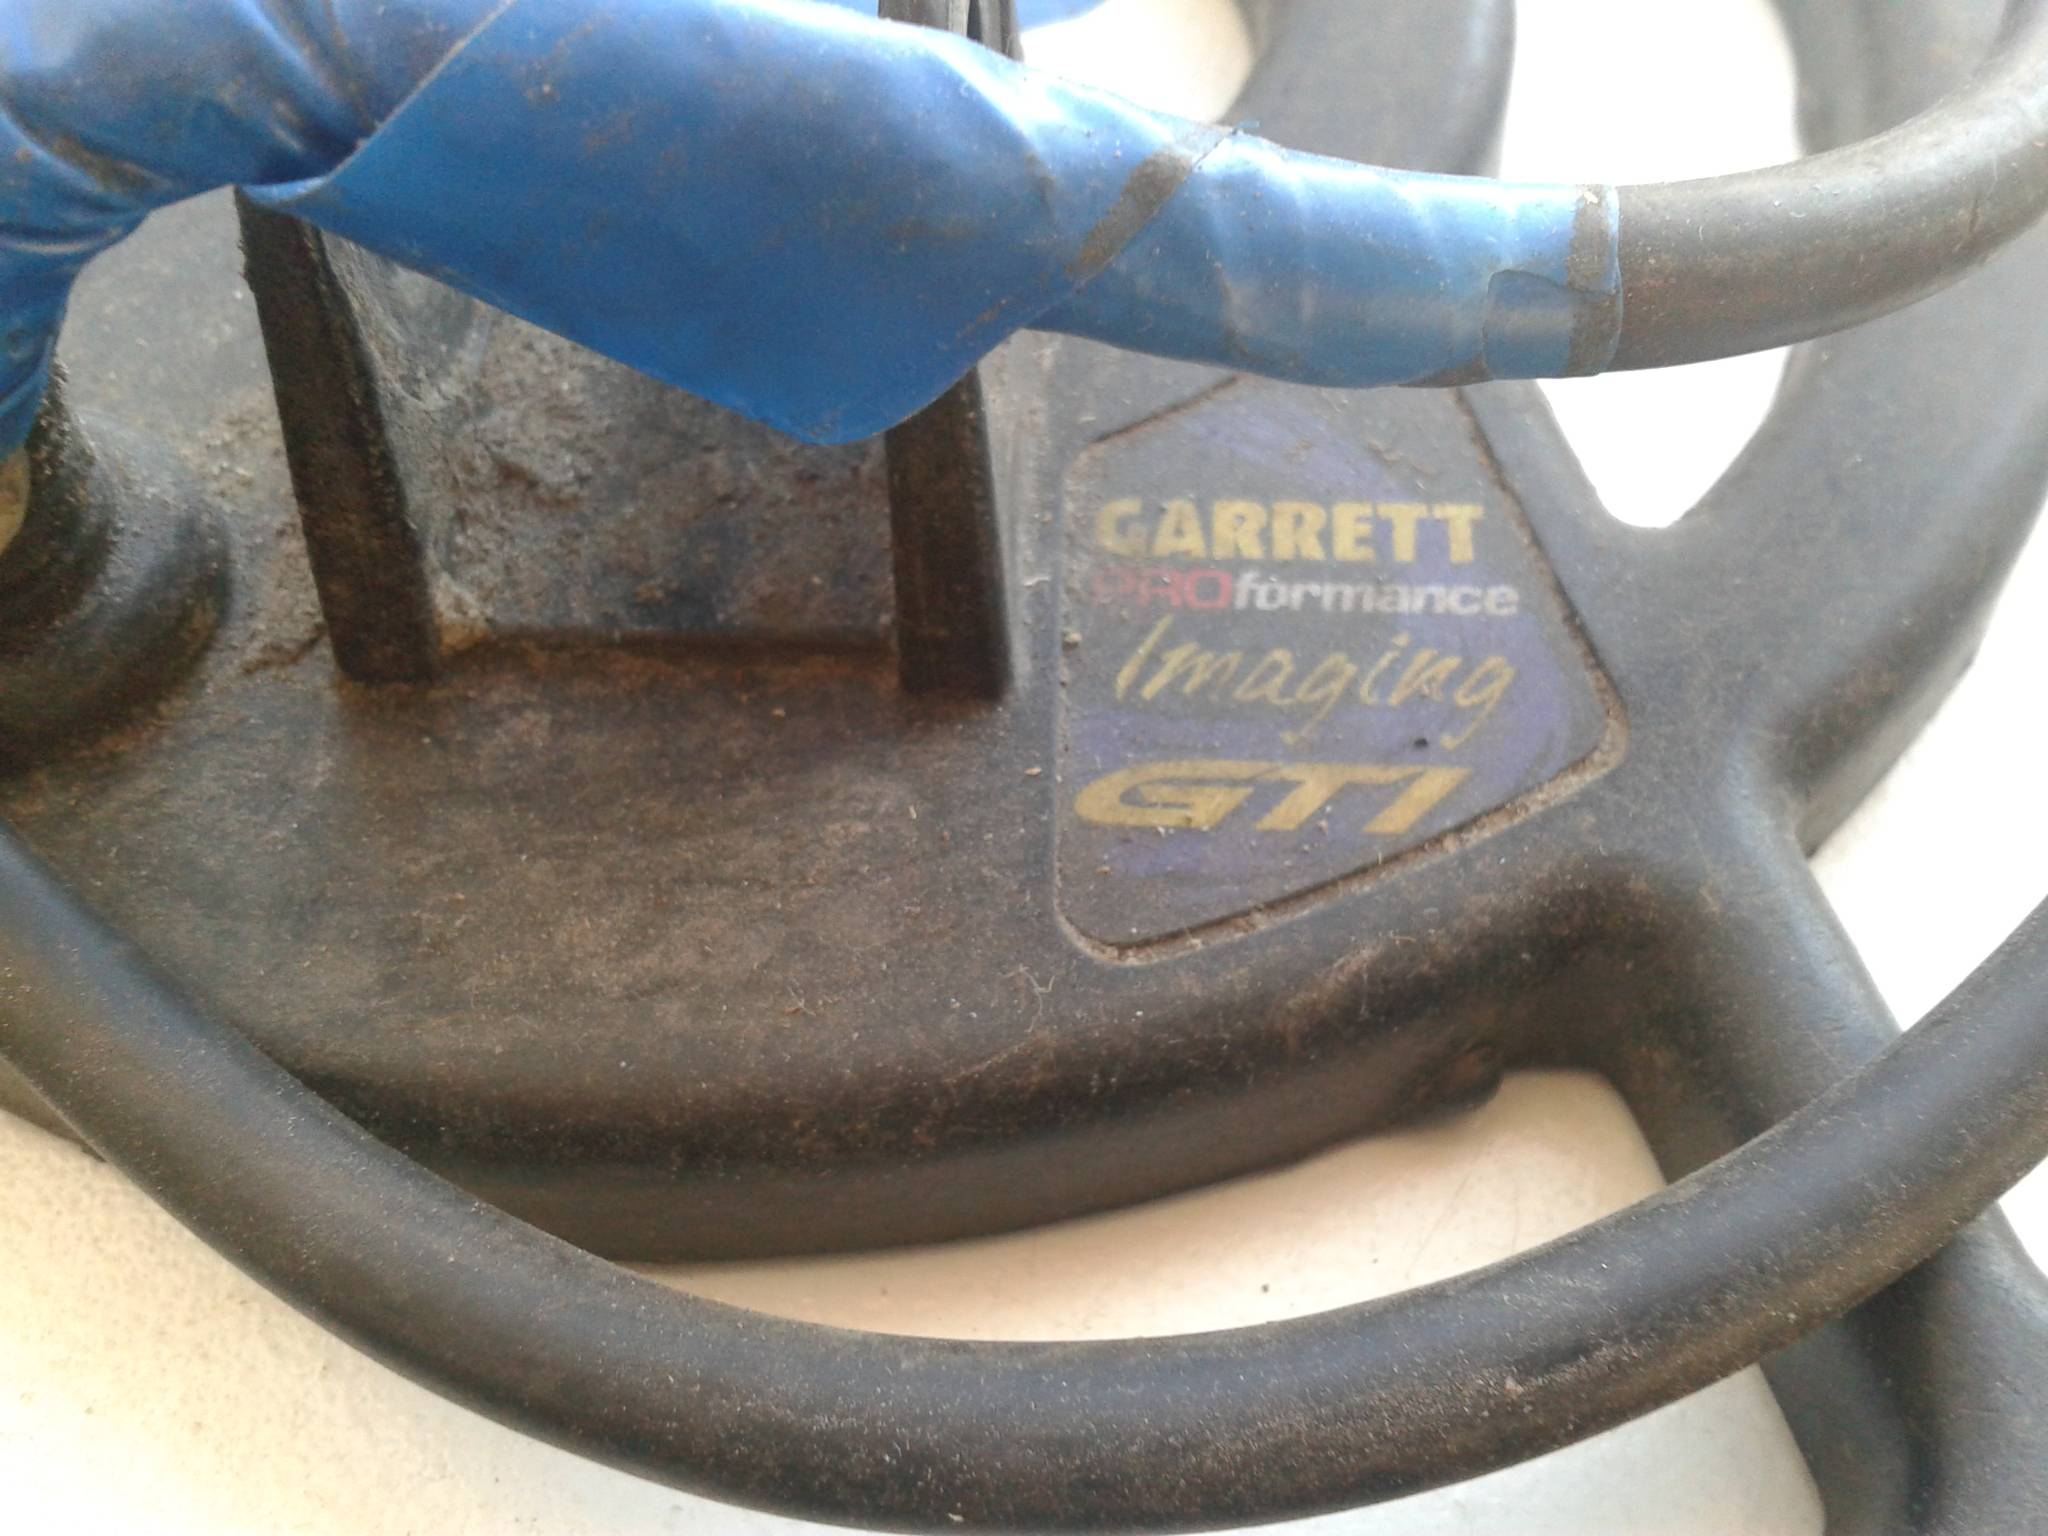 GARRETT
PROformance
Imaging
GTI